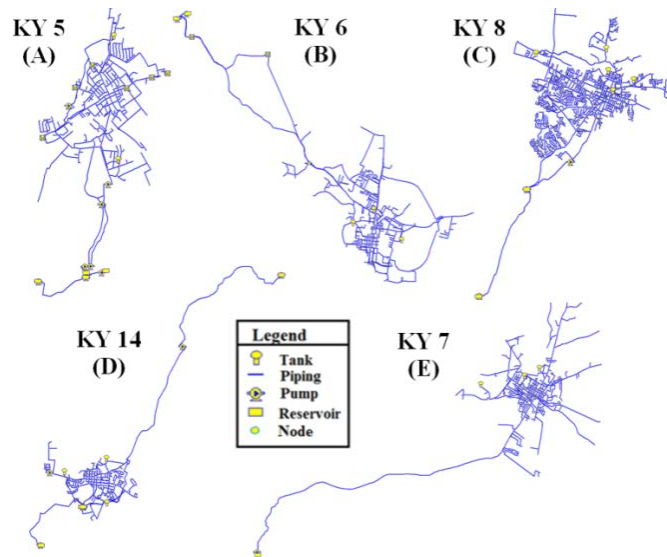 KY 5
(A)
KY 6
(B)
KY 8
(C)
KY 14
(D)
Legend
Tank
Piping
Pump
Reservoir
Node
KY 7
(E)